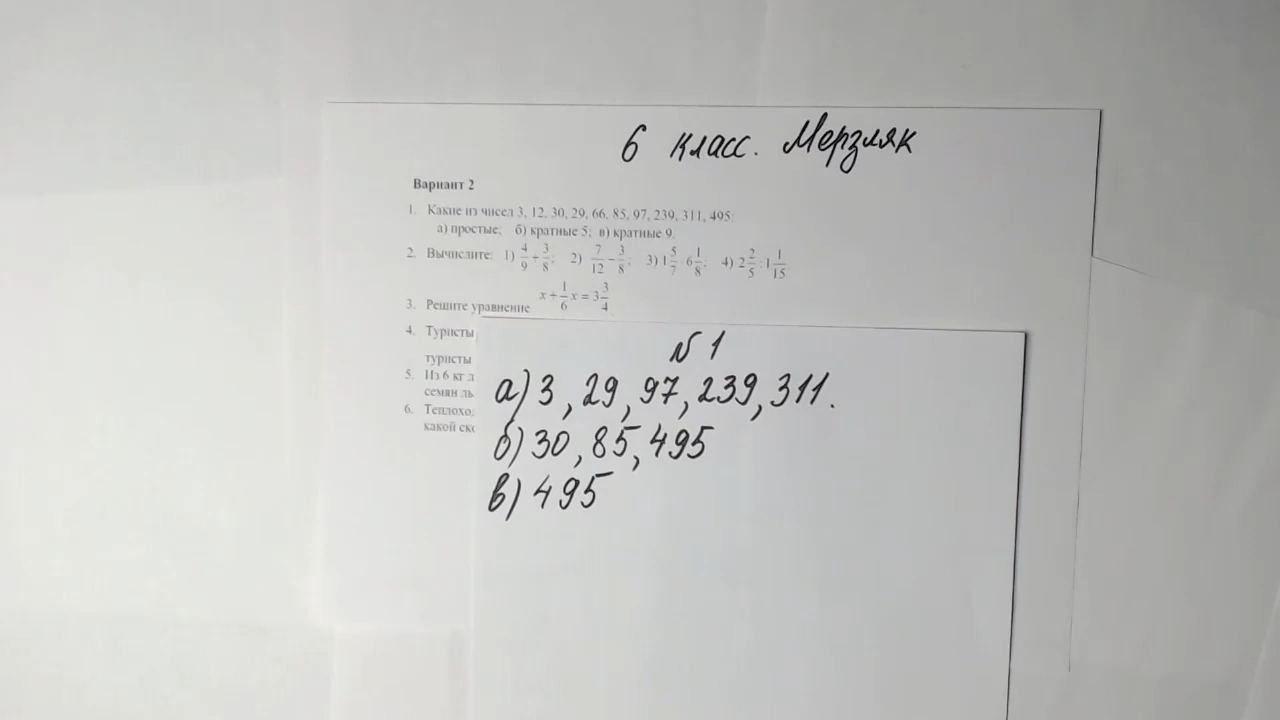 6 класс. Мерзляк
Вариант 2
1. Какие из чисел 3, 12, 30, 29, 66, 85, 97, 239, 311, 495:
а) простые; б) кратные 5; в) кратные 9.
2. Вычислите: 1) 4/9 + 3/8; 2) 7/12 − 3/8; 3) 1 5/7 · 6 1/8; 4) 2 2/5 : 1 1/15
3. Решите уравнение x + 1/6 x = 3 3/4.
4. Туристы
туристы
5. Из 6 кг
семян
6.
какой
№ 1
а) 3, 29, 97, 239, 311.
б) 30, 85, 495
в) 495